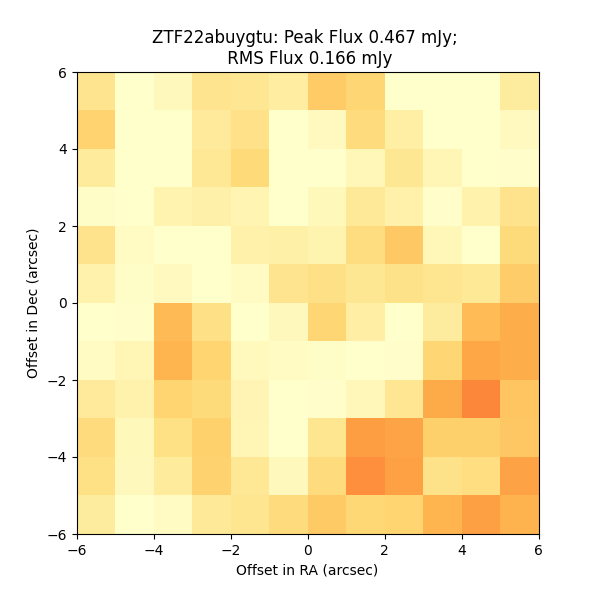 ZTF22abuygtu: Peak Flux 0.467 mJy;
RMS Flux 0.166 mJy
6
4
2
0
−2
−4
−6
Offset in Dec (arcsec)
−6 −4 −2 0 2 4 6
Offset in RA (arcsec)